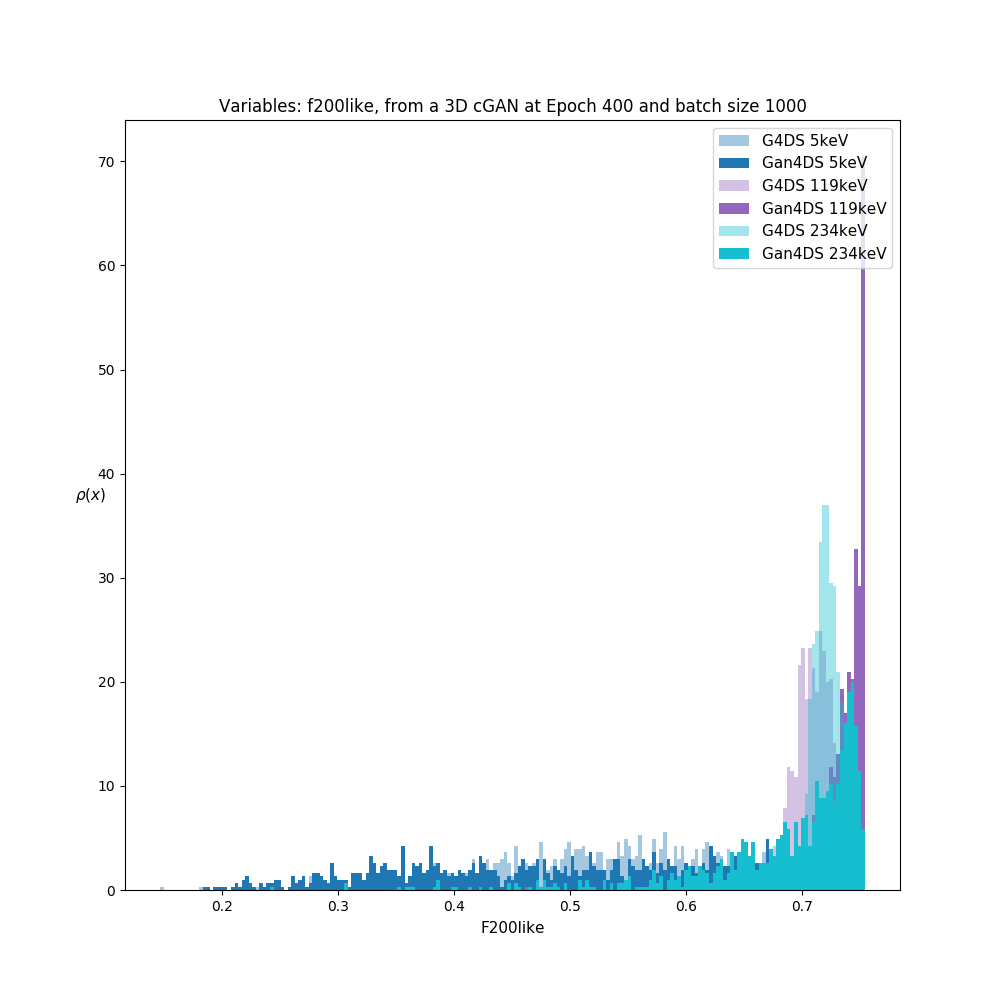 Variables: f200like, from a 3D cGAN at Epoch 400 and batch size 1000
G4DS 5keV
Gan4DS 5keV
G4DS 119keV
Gan4DS 119keV
G4DS 234keV
Gan4DS 234keV
70
60
50
40
30
20
10
0
ρ(x)
0.2 0.3 0.4 0.5 0.6 0.7
F200like